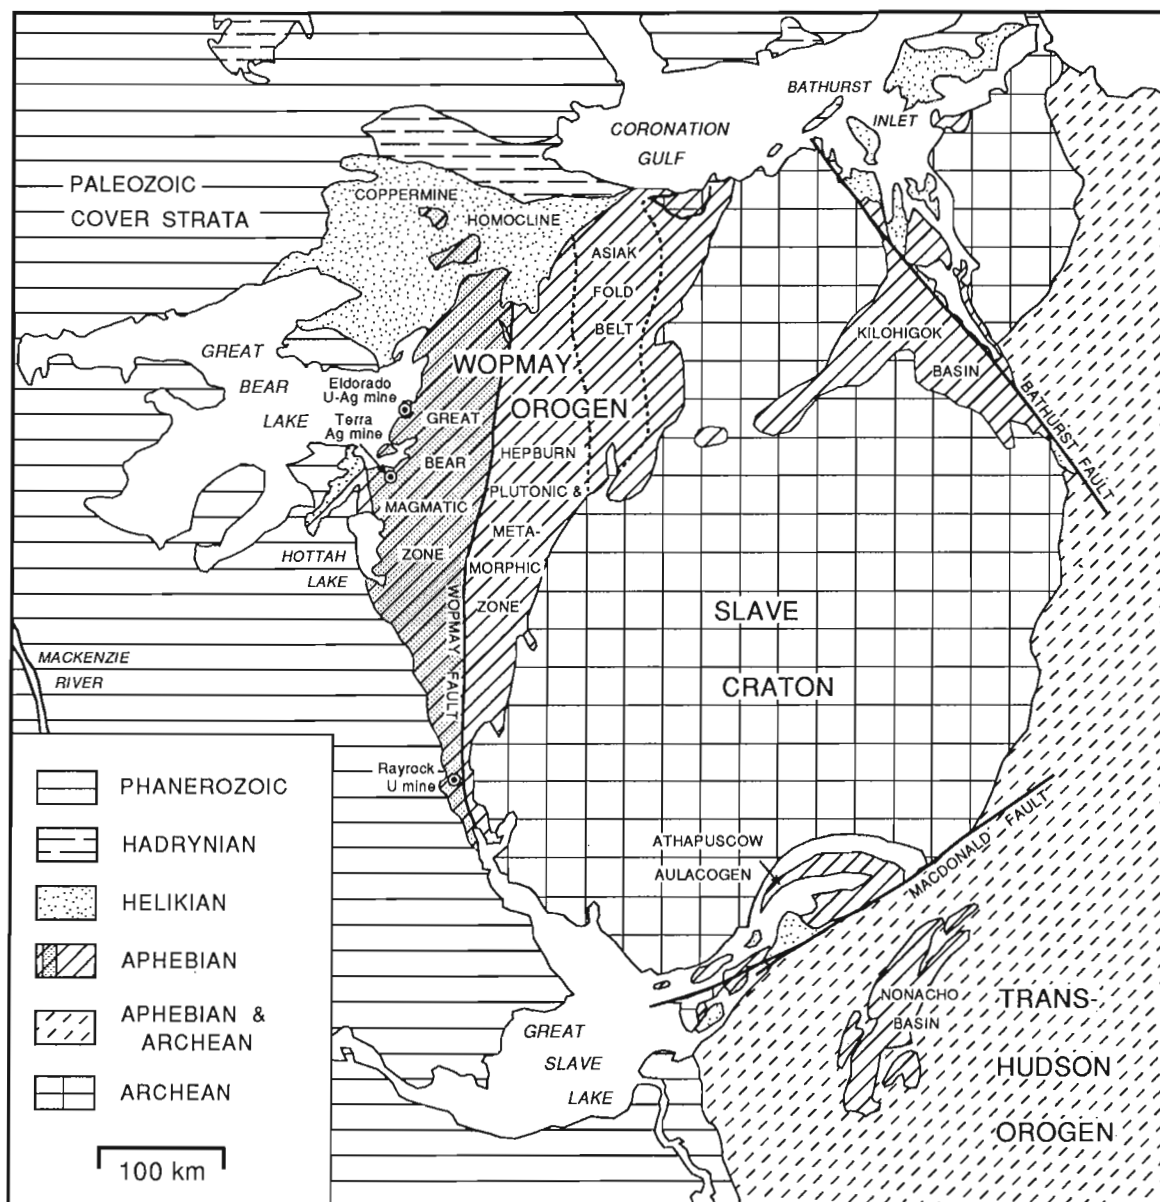 BATHURST
INLET
CORONATION
GULF
PALEOZOIC
COVER STRATA
COPPERMINE
HOMOCLINE
ASIAK
FOLD
BELT
KILOHIGOK
BASIN
BATHURST FAULT
GREAT
BEAR
LAKE
WOPMAY
OROGEN
Eldorado
U-Ag mine
Terra
Ag mine
GREAT
BEAR
MAGMATIC
ZONE
HEPBURN
PLUTONIC &
META-
MORPHIC
ZONE
HOTTAH
LAKE
WOPMAY FAULT
SLAVE
CRATON
MACKENZIE
RIVER
Rayrock
U mine
ATHAPUSCOW
AULACOGEN
MACDONALD FAULT
NONACHO
BASIN
TRANS-
HUDSON
OROGEN
GREAT
SLAVE
LAKE
PHANEROZOIC
HADRYNIAN
HELIKIAN
APHEBIAN
APHEBIAN &
ARCHEAN
ARCHEAN
100 km